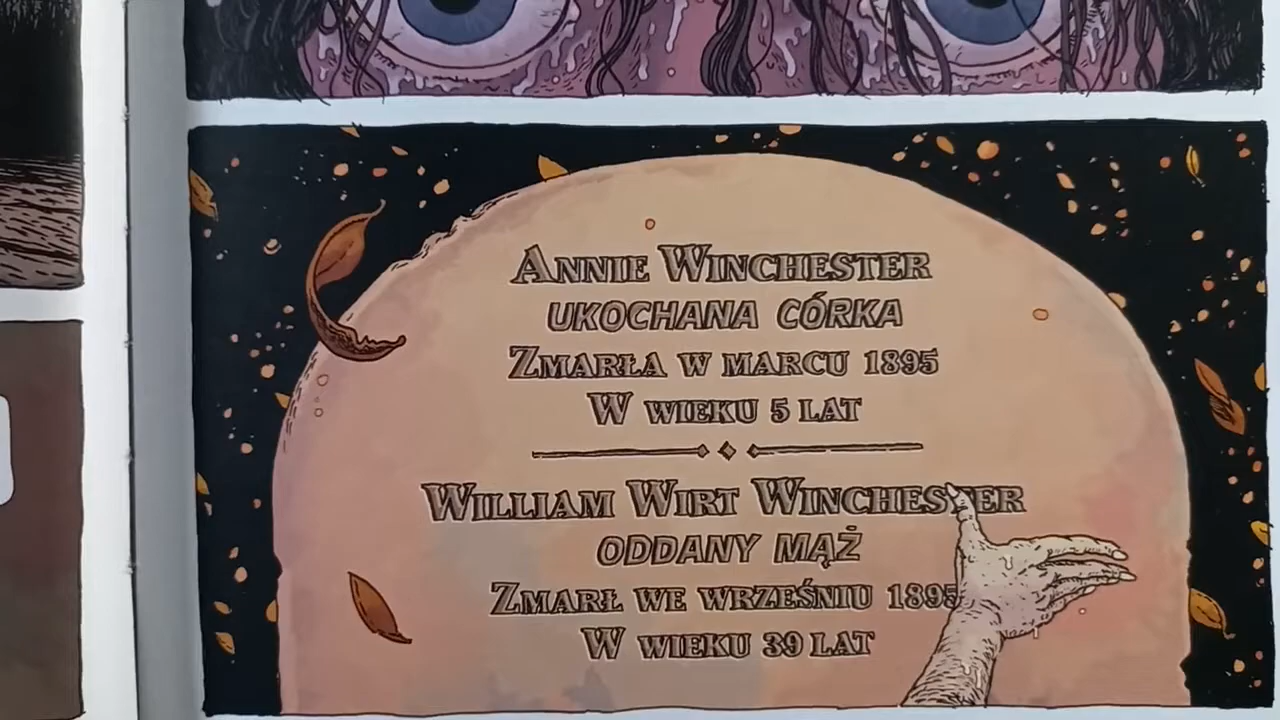 Annie Winchester
UKOCHANA CÓRKA
Zmarła w marcu 1895
W wieku 5 lat
William Wirt Winchester
ODDANY MĄŻ
Zmarł we wrześniu 1895
W wieku 39 lat